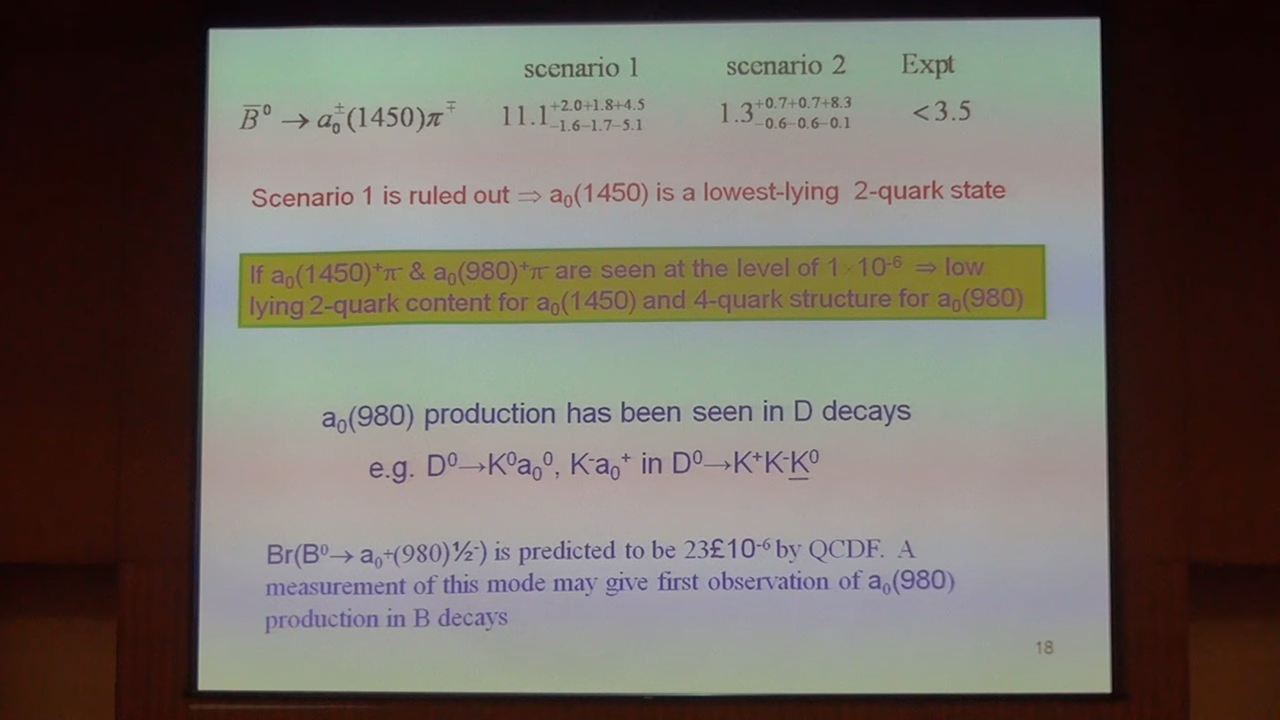 scenario 1 scenario 2 Expt
B̅⁰ → a₀^±(1450)π^∓ 11.1^{+2.0+1.8+4.5}_{−1.6−1.7−5.1} 1.3^{+0.7+0.7+8.3}_{−0.6−0.6−0.1} <3.5
Scenario 1 is ruled out ⇒ a₀(1450) is a lowest-lying 2-quark state
If a₀(1450)⁺π⁻ & a₀(980)⁺π⁻ are seen at the level of 1·10⁻⁶ ⇒ low
lying 2-quark content for a₀(1450) and 4-quark structure for a₀(980)
a₀(980) production has been seen in D decays
e.g. D⁰→K⁰a₀⁰, K⁻a₀⁺ in D⁰→K⁺K⁻K̲⁰
Br(B⁰→ a₀⁺(980)½⁻) is predicted to be 23£10⁻⁶ by QCDF. A
measurement of this mode may give first observation of a₀(980)
production in B decays
18